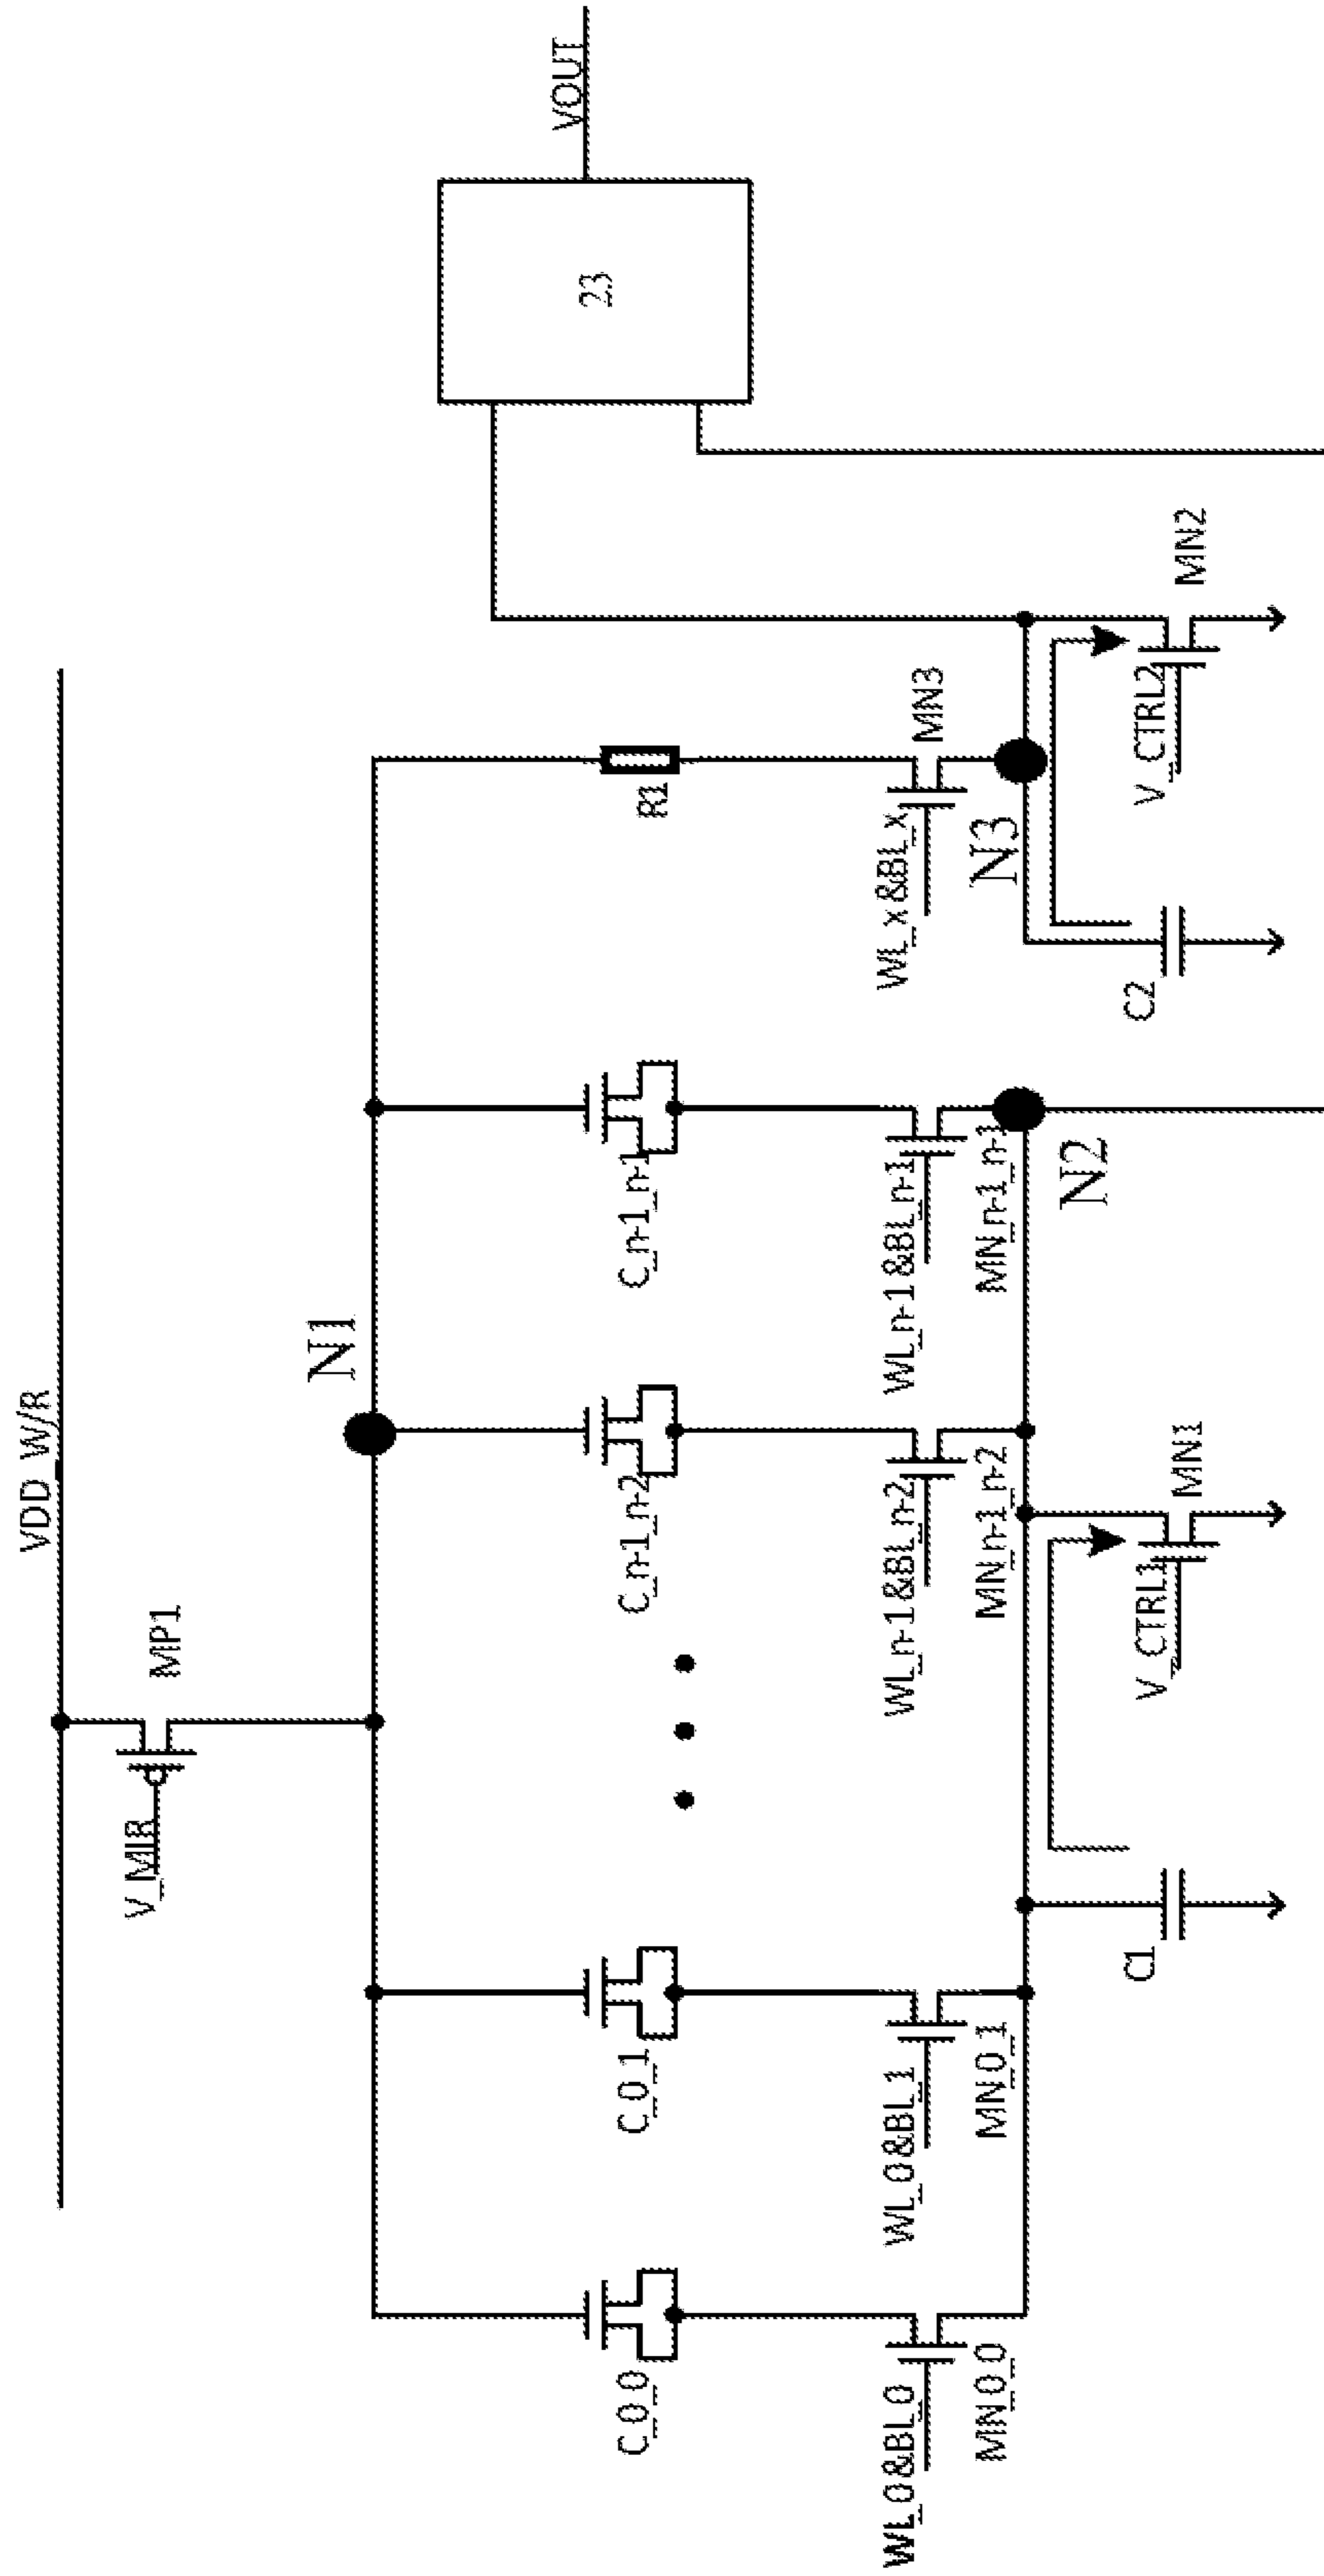 VDD_W/R
V_MIR
MP1
N1
VOUT
23
C_0_0
C_0_1
C_n-1_n-2
C_n-1_n-1
R1
WL_0&BL_0
WL_0&BL_1
WL_n-1&BL_n-2
WL_n-1&BL_n-1
WL_x&BL_x
MN3
MN_0_0
MN_0_1
MN_n-1_n-2
MN_n-1_n-1
N3
N2
C1
V_CTRL1
MN1
C2
V_CTRL2
MN2